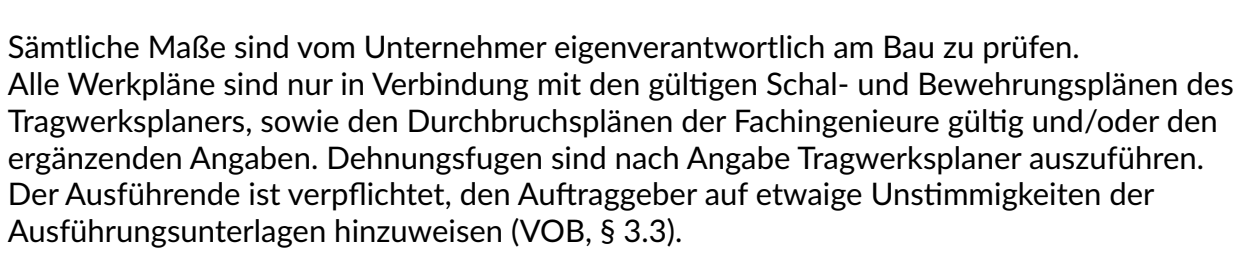 Sämtliche Maße sind vom Unternehmer eigenverantwortlich am Bau zu prüfen.
Alle Werkpläne sind nur in Verbindung mit den gültigen Schal- und Bewehrungsplänen des
Tragwerksplaners, sowie den Durchbruchsplänen der Fachingenieure gültig und/oder den
ergänzenden Angaben. Dehnungsfugen sind nach Angabe Tragwerksplaner auszuführen.
Der Ausführende ist verpflichtet, den Auftraggeber auf etwaige Unstimmigkeiten der
Ausführungsunterlagen hinzuweisen (VOB, § 3.3).